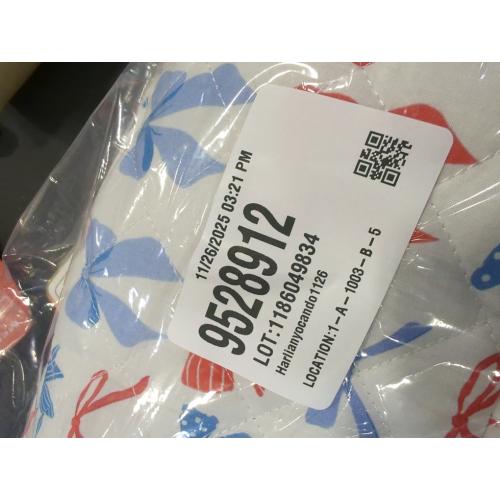 11/26/2025 03:21 PM
9528912
LOT:1186049834
Harlianyocando1126
LOCATION:1-A-1003-B-5